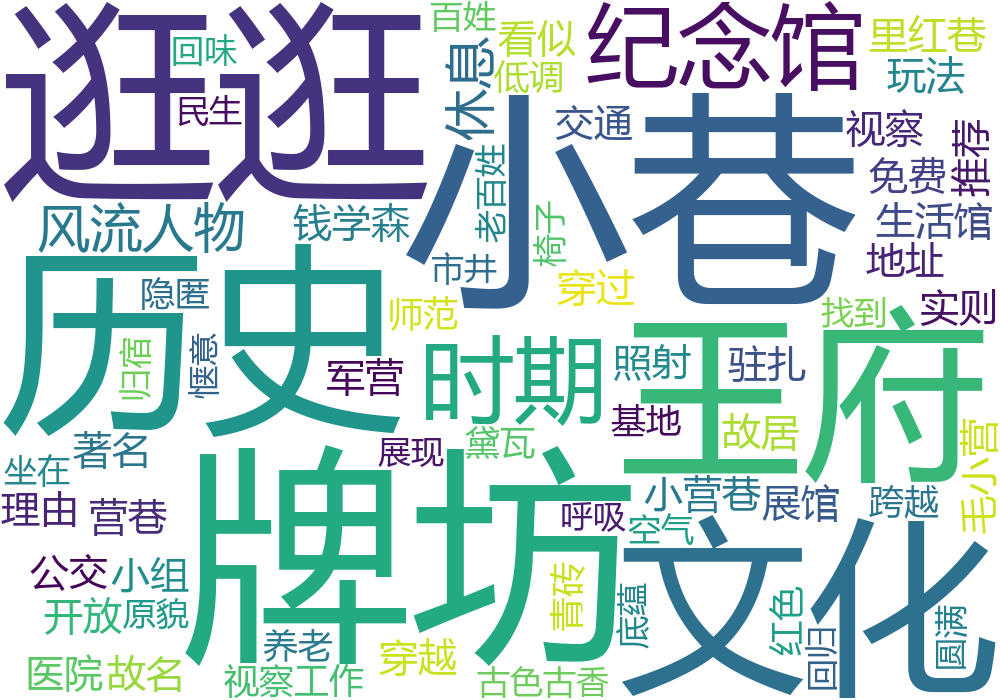 逛逛
回味
民生
百姓
看似
低调
休息
纪念馆
里红巷
玩法
小巷
交通
视察
推荐
免费
生活馆
地址
老百姓
椅子
市井
穿过
风流人物
钱学森
历史
隐匿
归宿
惬意
师范
军营
时期
王府
照射
驻扎
找到
实则
基地
故居
毛小营
著名
坐在
理由
营巷
展现
黛瓦
牌坊
呼吸
小营巷
空气
展馆
跨越
文化
公交
小组
开放
原貌
医院
故名
养老
视察工作
穿越
古色古香
青砖
底蕴
红色
回归
圆满